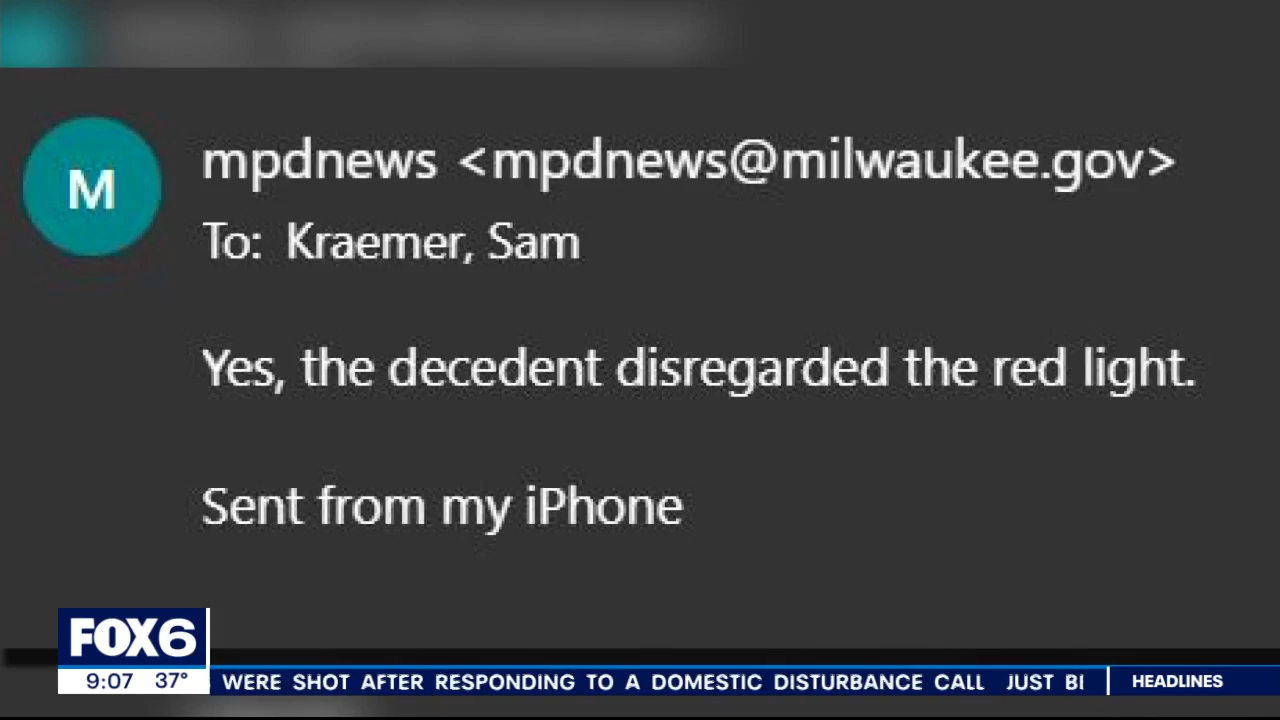 M
mpdnews <mpdnews@milwaukee.gov>
To: Kraemer, Sam
Yes, the decedent disregarded the red light.
Sent from my iPhone
FOX6
9:07 37°
WERE SHOT AFTER RESPONDING TO A DOMESTIC DISTURBANCE CALL JUST
HEADLINES